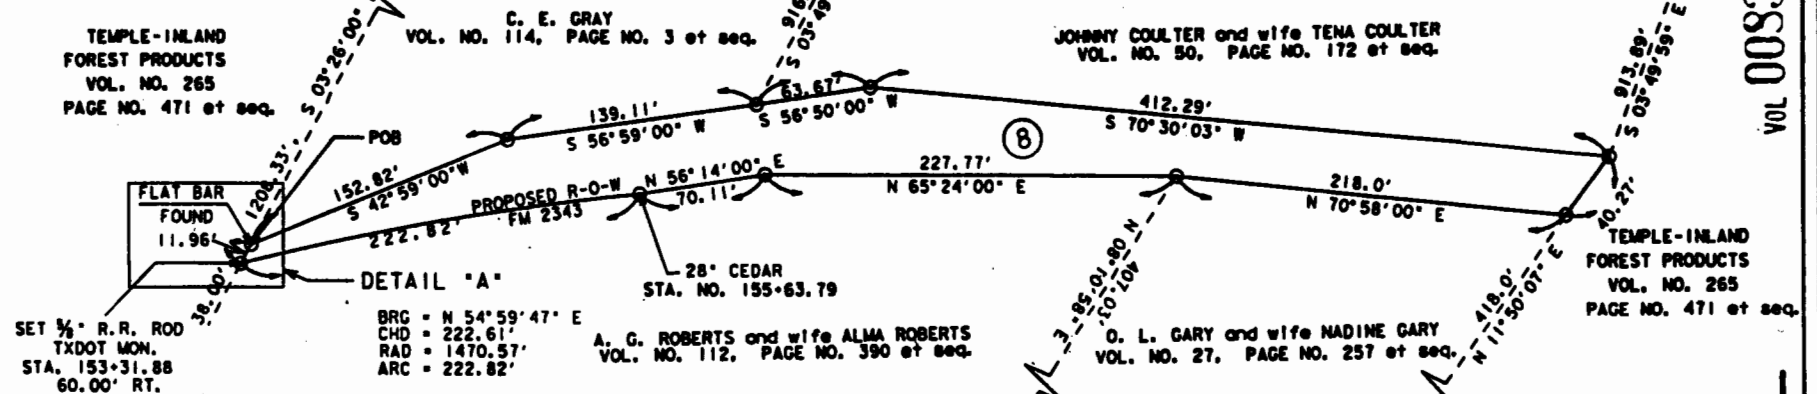 TEMPLE-INLAND
FOREST PRODUCTS
VOL. NO. 265
PAGE NO. 471 et seq.
S 03°26'00"
1208.33'
C. E. GRAY
VOL. NO. 114, PAGE NO. 3 et seq.
916
S 03°49
JOHNNY COULTER and wife TENA COULTER
VOL. NO. 50, PAGE NO. 172 et seq.
913.89'
S 03°49'59" E
VOL 0083
POB
139.11'
S 56°59'00" W
63.67'
S 56°50'00" W
412.29'
S 70°30'03" W
8
152.82'
S 42°59'00"W
FLAT BAR
FOUND
11.96'
PROPOSED R-O-W
FM 2343
222.82'
N 56°14'00" E
70.11'
227.77'
N 65°24'00" E
218.0'
N 70°58'00" E
40.27'
38.00'
DETAIL "A"
28" CEDAR
STA. NO. 155+63.79
N 08°10'58" E
407.03'
418.0'
N 11°50'07" E
TEMPLE-INLAND
FOREST PRODUCTS
VOL. NO. 265
PAGE NO. 471 et seq.
SET ⅝" R.R. ROD
TXDOT MON.
STA. 153+31.88
60.00' RT.
BRG = N 54°59'47" E
CHD = 222.61'
RAD = 1470.57'
ARC = 222.82'
A. G. ROBERTS and wife ALMA ROBERTS
VOL. NO. 112, PAGE NO. 390 et seq.
O. L. GARY and wife NADINE GARY
VOL. NO. 27, PAGE NO. 257 et seq.